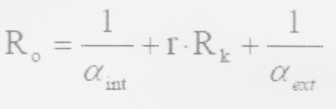 R₀ = 1/α_int + r·R_k + 1/α_ext